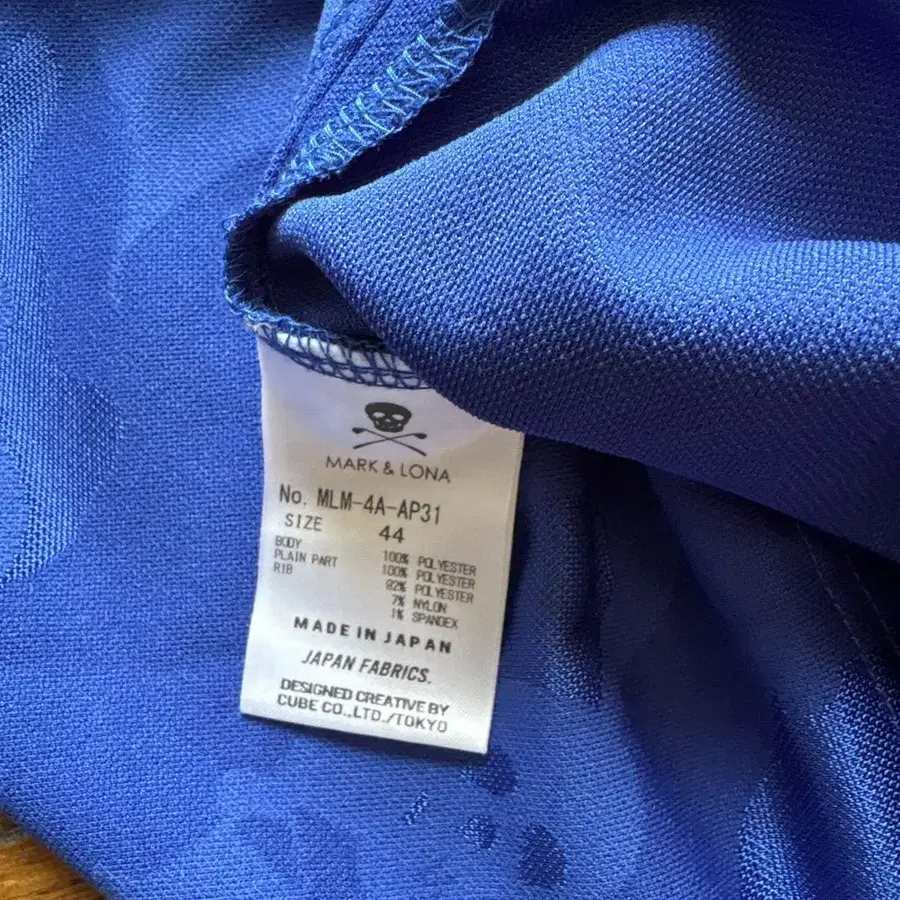 MARK & LONA
No. MLM-4A-AP31
SIZE 44
BODY 100% POLYESTER
PLAIN PART 100% POLYESTER
RIB 92% POLYESTER
7% NYLON
1% SPANDEX
MADE IN JAPAN
JAPAN FABRICS.
DESIGNED CREATIVE BY
CUBE CO.,LTD./TOKYO